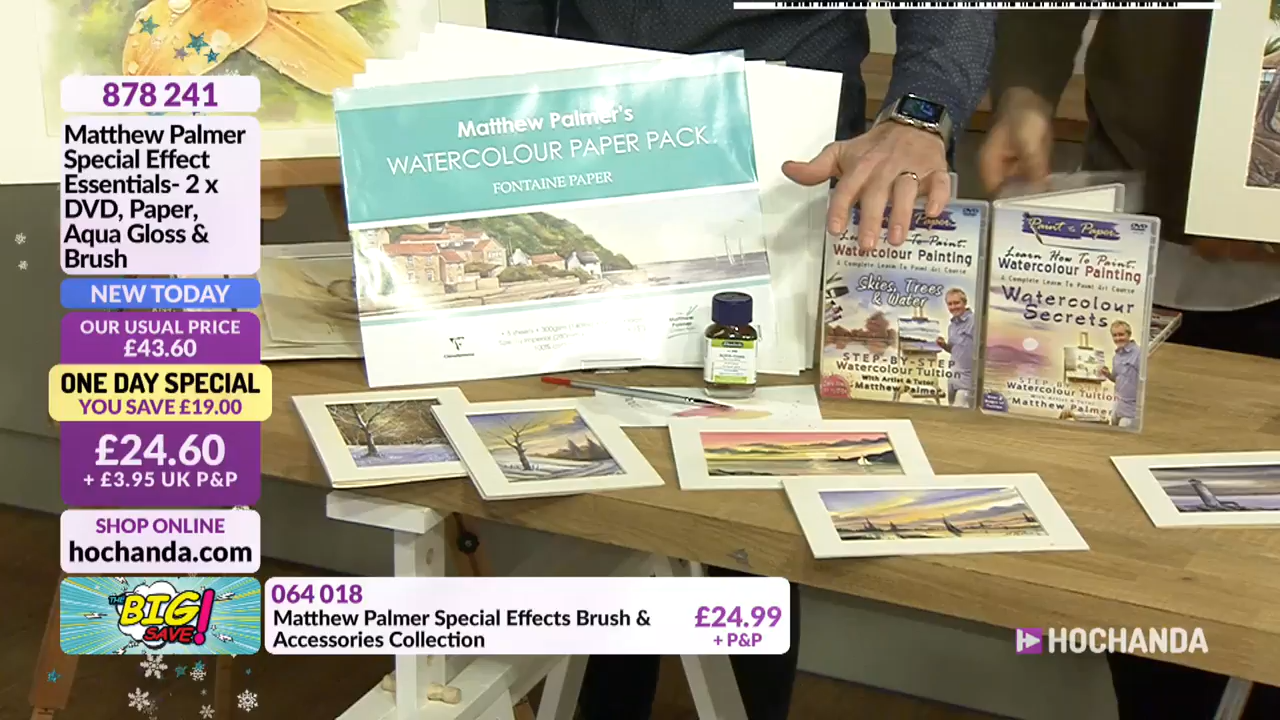 878 241
Matthew Palmer
Special Effect
Essentials- 2 x
DVD, Paper,
Aqua Gloss &
Brush
NEW TODAY
OUR USUAL PRICE
£43.60
ONE DAY SPECIAL
YOU SAVE £19.00
£24.60
+ £3.95 UK P&P
SHOP ONLINE
hochanda.com
THE BIG SAVE!
064 018
Matthew Palmer Special Effects Brush &
Accessories Collection
£24.99
+ P&P
HOCHANDA
Matthew Palmer's
WATERCOLOUR PAPER PACK
FONTAINE PAPER
Paper
Learn How To Paint
Watercolour Painting
A Complete Learn To Paint Art Course
Skies, Trees
& Water
STEP-BY-STEP
Watercolour Tuition
With Artist & Tutor
Matthew Palmer
DVD
Paint to Paper
Learn How To Paint
Watercolour Painting
A Complete Learn To Paint Art Course
Watercolour
Secrets
STEP-BY-STEP
Watercolour Tuition
Matthew Palmer
DVD